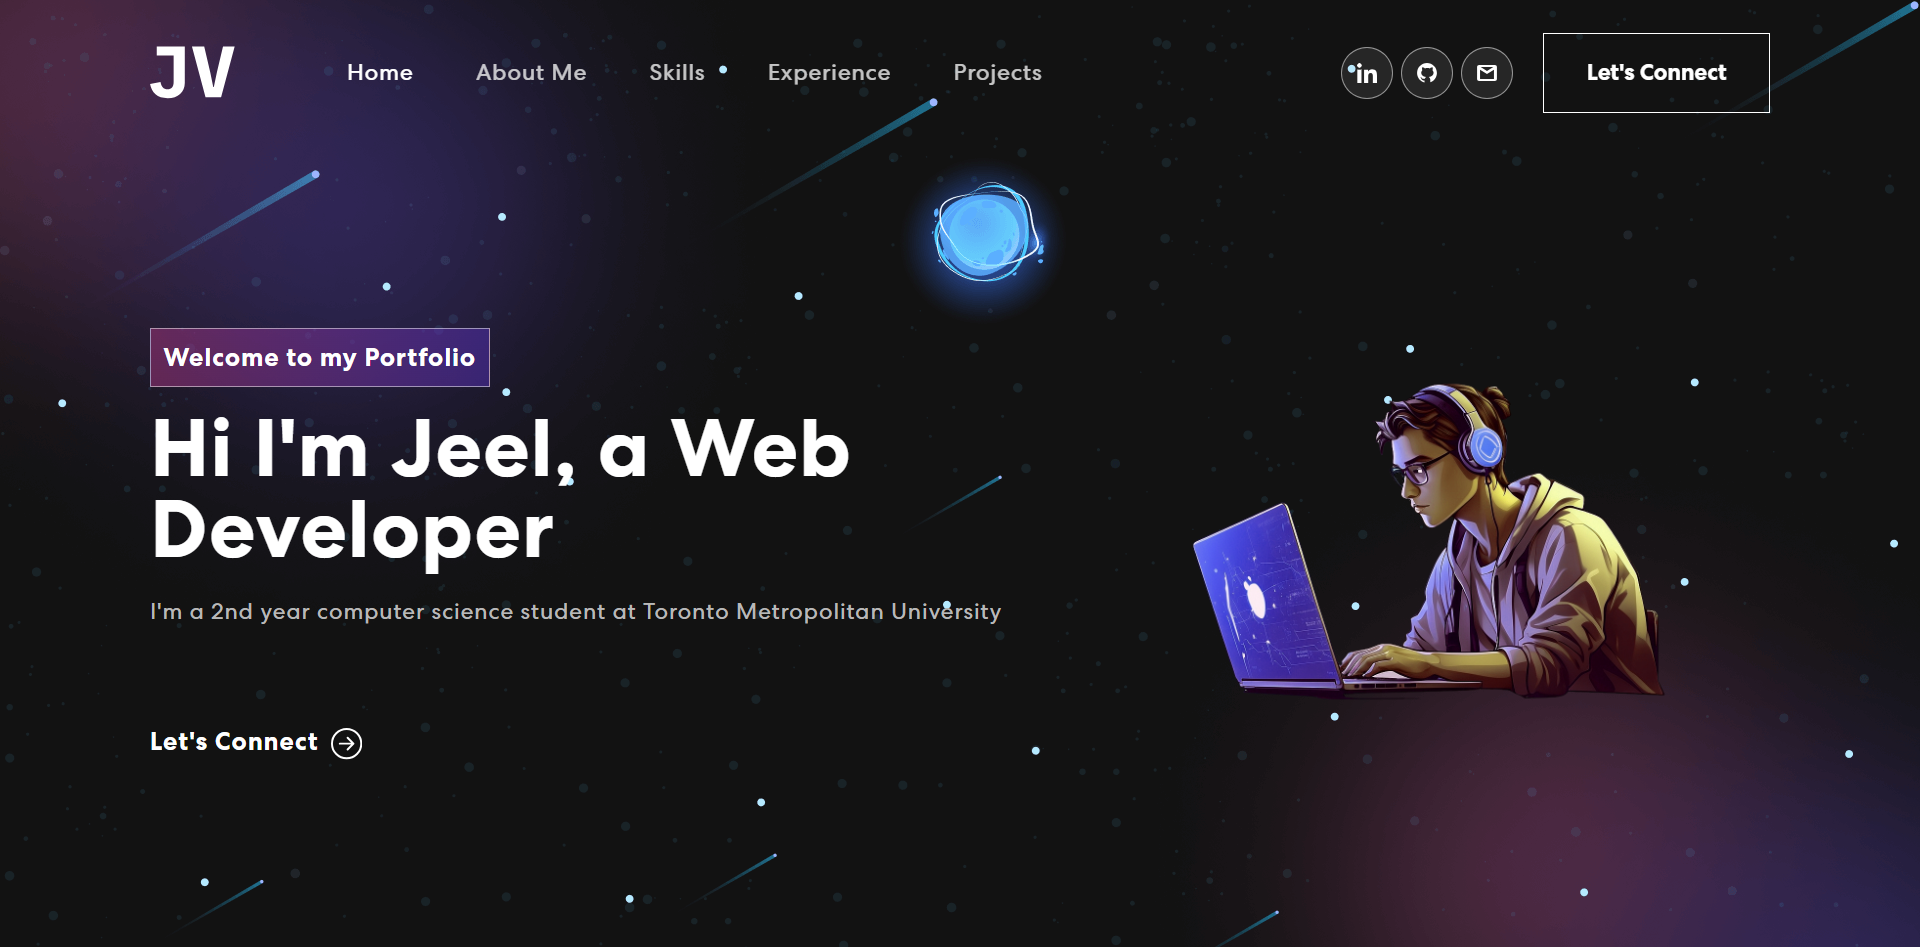 JV
Home
About Me
Skills
Experience
Projects
in
Let's Connect
Welcome to my Portfolio
Hi I'm Jeel, a Web
Developer
I'm a 2nd year computer science student at Toronto Metropolitan University
Let's Connect